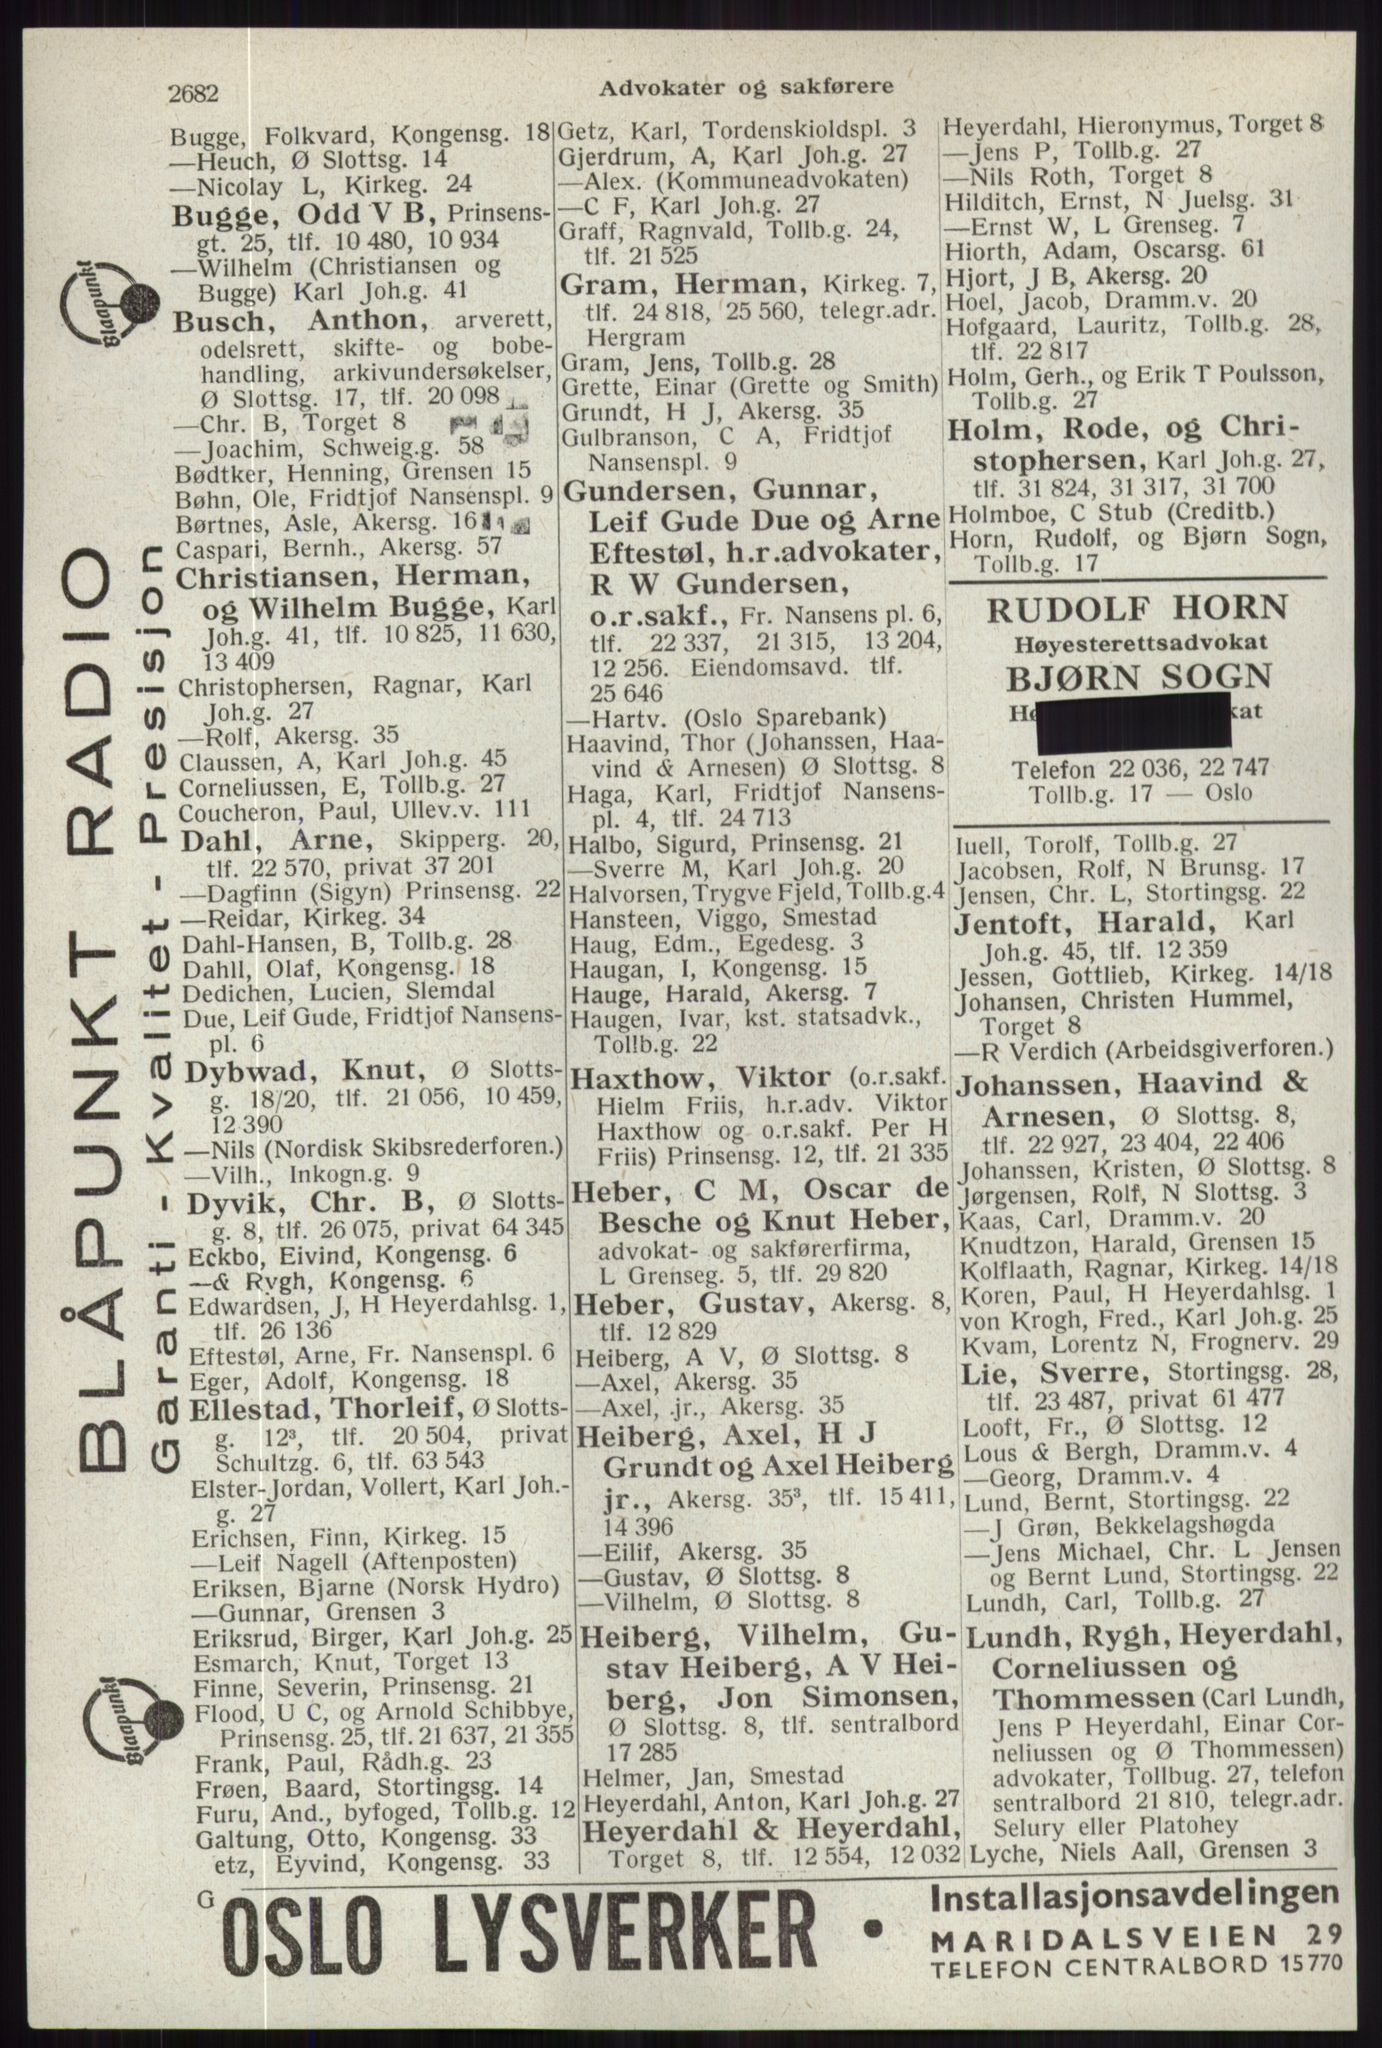 2682
Advokater og sakførere
Bugge, Folkvard, Kongensg. 18
—Heuch, Ø Slottsg. 14
—Nicolay L, Kirkeg. 24
Bugge, Odd V B, Prinsens-
gt. 25, tlf. 10 480, 10 934
—Wilhelm (Christiansen og
Bugge) Karl Joh.g. 41
Busch, Anthon, arverett,
odelsrett, skifte- og bobe-
handling, arkivundersøkelser,
Ø Slottsg. 17, tlf. 20 098
—Chr. B, Torget 8
—Joachim, Schweig.g. 58
Bødtker, Henning, Grensen 15
Bøhn, Ole, Fridtjof Nansenspl. 9
Børtnes, Asle, Akersg. 16
Caspari, Bernh., Akersg. 57
Christiansen, Herman,
og Wilhelm Bugge, Karl
Joh.g. 41, tlf. 10 825, 11 630,
13 409
Christophersen, Ragnar, Karl
Joh.g. 27
—Rolf, Akersg. 35
Claussen, A, Karl Joh.g. 45
Corneliussen, E, Tollb.g. 27
Coucheron, Paul, Ullev.v. 111
Dahl, Arne, Skipperg. 20,
tlf. 22 570, privat 37 201
—Dagfinn (Sigyn) Prinsensg. 22
—Reidar, Kirkeg. 34
Dahl-Hansen, B, Tollb.g. 28
Dahll, Olaf, Kongensg. 18
Dedichen, Lucien, Slemdal
Due, Leif Gude, Fridtjof Nansens-
pl. 6
Dybwad, Knut, Ø Slotts-
g. 18/20, tlf. 21 056, 10 459,
12 390
—Nils (Nordisk Skibsrederforen.)
—Vilh., Inkogn.g. 9
Dyvik, Chr. B, Ø Slotts-
g. 8, tlf. 26 075, privat 64 345
Eckbo, Eivind, Kongensg. 6
—& Rygh, Kongensg. 6
Edwardsen, J, H Heyerdahlsg. 1,
tlf. 26 136
Eftestøl, Arne, Fr. Nansenspl. 6
Eger, Adolf, Kongensg. 18
Ellestad, Thorleif, Ø Slotts-
g. 12³, tlf. 20 504, privat
Schultzg. 6, tlf. 63 543
Elster-Jordan, Vollert, Karl Joh.-
g. 27
Erichsen, Finn, Kirkeg. 15
—Leif Nagell (Aftenposten)
Eriksen, Bjarne (Norsk Hydro)
—Gunnar, Grensen 3
Eriksrud, Birger, Karl Joh.g. 25
Esmarch, Knut, Torget 13
Finne, Severin, Prinsensg. 21
Flood, U C, og Arnold Schibbye,
Prinsensg. 25, tlf. 21 637, 21 355
Frank, Paul, Rådh.g. 23
Frøen, Baard, Stortingsg. 14
Furu, And., byfoged, Tollb.g. 12
Galtung, Otto, Kongensg. 33
etz, Eyvind, Kongensg. 33
G
Getz, Karl, Tordenskioldspl. 3
Gjerdrum, A, Karl Joh.g. 27
—Alex. (Kommuneadvokaten)
—C F, Karl Joh.g. 27
Graff, Ragnvald, Tollb.g. 24,
tlf. 21 525
Gram, Herman, Kirkeg. 7,
tlf. 24 818, 25 560, telegr.adr.
Hergram
Gram, Jens, Tollb.g. 28
Grette, Einar (Grette og Smith)
Grundt, H J, Akersg. 35
Gulbranson, C A, Fridtjof
Nansenspl. 9
Gundersen, Gunnar,
Leif Gude Due og Arne
Eftestøl, h.r.advokater,
R W Gundersen,
o.r.sakf., Fr. Nansens pl. 6,
tlf. 22 337, 21 315, 13 204,
12 256. Eiendomsavd. tlf.
25 646
—Hartv. (Oslo Sparebank)
Haavind, Thor (Johanssen, Haa-
vind & Arnesen) Ø Slottsg. 8
Haga, Karl, Fridtjof Nansens-
pl. 4, tlf. 24 713
Halbo, Sigurd, Prinsensg. 21
—Sverre M, Karl Joh.g. 20
Halvorsen, Trygve Fjeld, Tollb.g.4
Hansteen, Viggo, Smestad
Haug, Edm., Egedesg. 3
Haugan, I, Kongensg. 15
Hauge, Harald, Akersg. 7
Haugen, Ivar, kst. statsadvk.,
Tollb.g. 22
Haxthow, Viktor (o.r.sakf.
Hielm Friis, h.r.adv. Viktor
Haxthow og o.r.sakf. Per H
Friis) Prinsensg. 12, tlf. 21 335
Heber, C M, Oscar de
Besche og Knut Heber,
advokat- og sakførerfirma,
L Grenseg. 5, tlf. 29 820
Heber, Gustav, Akersg. 8,
tlf. 12 829
Heiberg, A V, Ø Slottsg. 8
—Axel, Akersg. 35
—Axel, jr., Akersg. 35
Heiberg, Axel, H J
Grundt og Axel Heiberg
jr., Akersg. 35³, tlf. 15 411,
14 396
—Eilif, Akersg. 35
—Gustav, Ø Slottsg. 8
—Vilhelm, Ø Slottsg. 8
Heiberg, Vilhelm, Gu-
stav Heiberg, A V Hei-
berg, Jon Simonsen,
Ø Slottsg. 8, tlf. sentralbord
17 285
Helmer, Jan, Smestad
Heyerdahl, Anton, Karl Joh.g. 27
Heyerdahl & Heyerdahl,
Torget 8, tlf. 12 554, 12 032
Heyerdahl, Hieronymus, Torget 8
—Jens P, Tollb.g. 27
—Nils Roth, Torget 8
Hilditch, Ernst, N Juelsg. 31
—Ernst W, L Grenseg. 7
Hiorth, Adam, Oscarsg. 61
Hjort, J B, Akersg. 20
Hoel, Jacob, Dramm.v. 20
Hofgaard, Lauritz, Tollb.g. 28,
tlf. 22 817
Holm, Gerh., og Erik T Poulsson,
Tollb.g. 27
Holm, Rode, og Chri-
stophersen, Karl Joh.g. 27,
tlf. 31 824, 31 317, 31 700
Holmboe, C Stub (Creditb.)
Horn, Rudolf, og Bjørn Sogn,
Tollb.g. 17
RUDOLF HORN
Høyesterettsadvokat
BJØRN SOGN
Hø kat
Telefon 22 036, 22 747
Tollb.g. 17 — Oslo
Iuell, Torolf, Tollb.g. 27
Jacobsen, Rolf, N Brunsg. 17
Jensen, Chr. L, Stortingsg. 22
Jentoft, Harald, Karl
Joh.g. 45, tlf. 12 359
Jessen, Gottlieb, Kirkeg. 14/18
Johansen, Christen Hummel,
Torget 8
—R Verdich (Arbeidsgiverforen.)
Johanssen, Haavind &
Arnesen, Ø Slottsg. 8,
tlf. 22 927, 23 404, 22 406
Johanssen, Kristen, Ø Slottsg. 8
Jørgensen, Rolf, N Slottsg. 3
Kaas, Carl, Dramm.v. 20
Knudtzon, Harald, Grensen 15
Kolflaath, Ragnar, Kirkeg. 14/18
Koren, Paul, H Heyerdahlsg. 1
von Krogh, Fred., Karl Joh.g. 25
Kvam, Lorentz N, Frognerv. 29
Lie, Sverre, Stortingsg. 28,
tlf. 23 487, privat 61 477
Looft, Fr., Ø Slottsg. 12
Lous & Bergh, Dramm.v. 4
—Georg, Dramm.v. 4
Lund, Bernt, Stortingsg. 22
—J Grøn, Bekkelagshøgda
—Jens Michael, Chr. L Jensen
og Bernt Lund, Stortingsg. 22
Lundh, Carl, Tollb.g. 27
Lundh, Rygh, Heyerdahl,
Corneliussen og
Thommessen (Carl Lundh,
Jens P Heyerdahl, Einar Cor-
neliussen og Ø Thommessen)
advokater, Tollbug. 27, telefon
sentralbord 21 810, telegr.adr.
Selury eller Platohey
Lyche, Niels Aall, Grensen 3
Blaapunkt
BLÅPUNKT RADIO
Garanti - Kvalitet - Presisjon
Blaapunkt
OSLO LYSVERKER •
Installasjonsavdelingen
MARIDALSVEIEN 29
TELEFON CENTRALBORD 15770